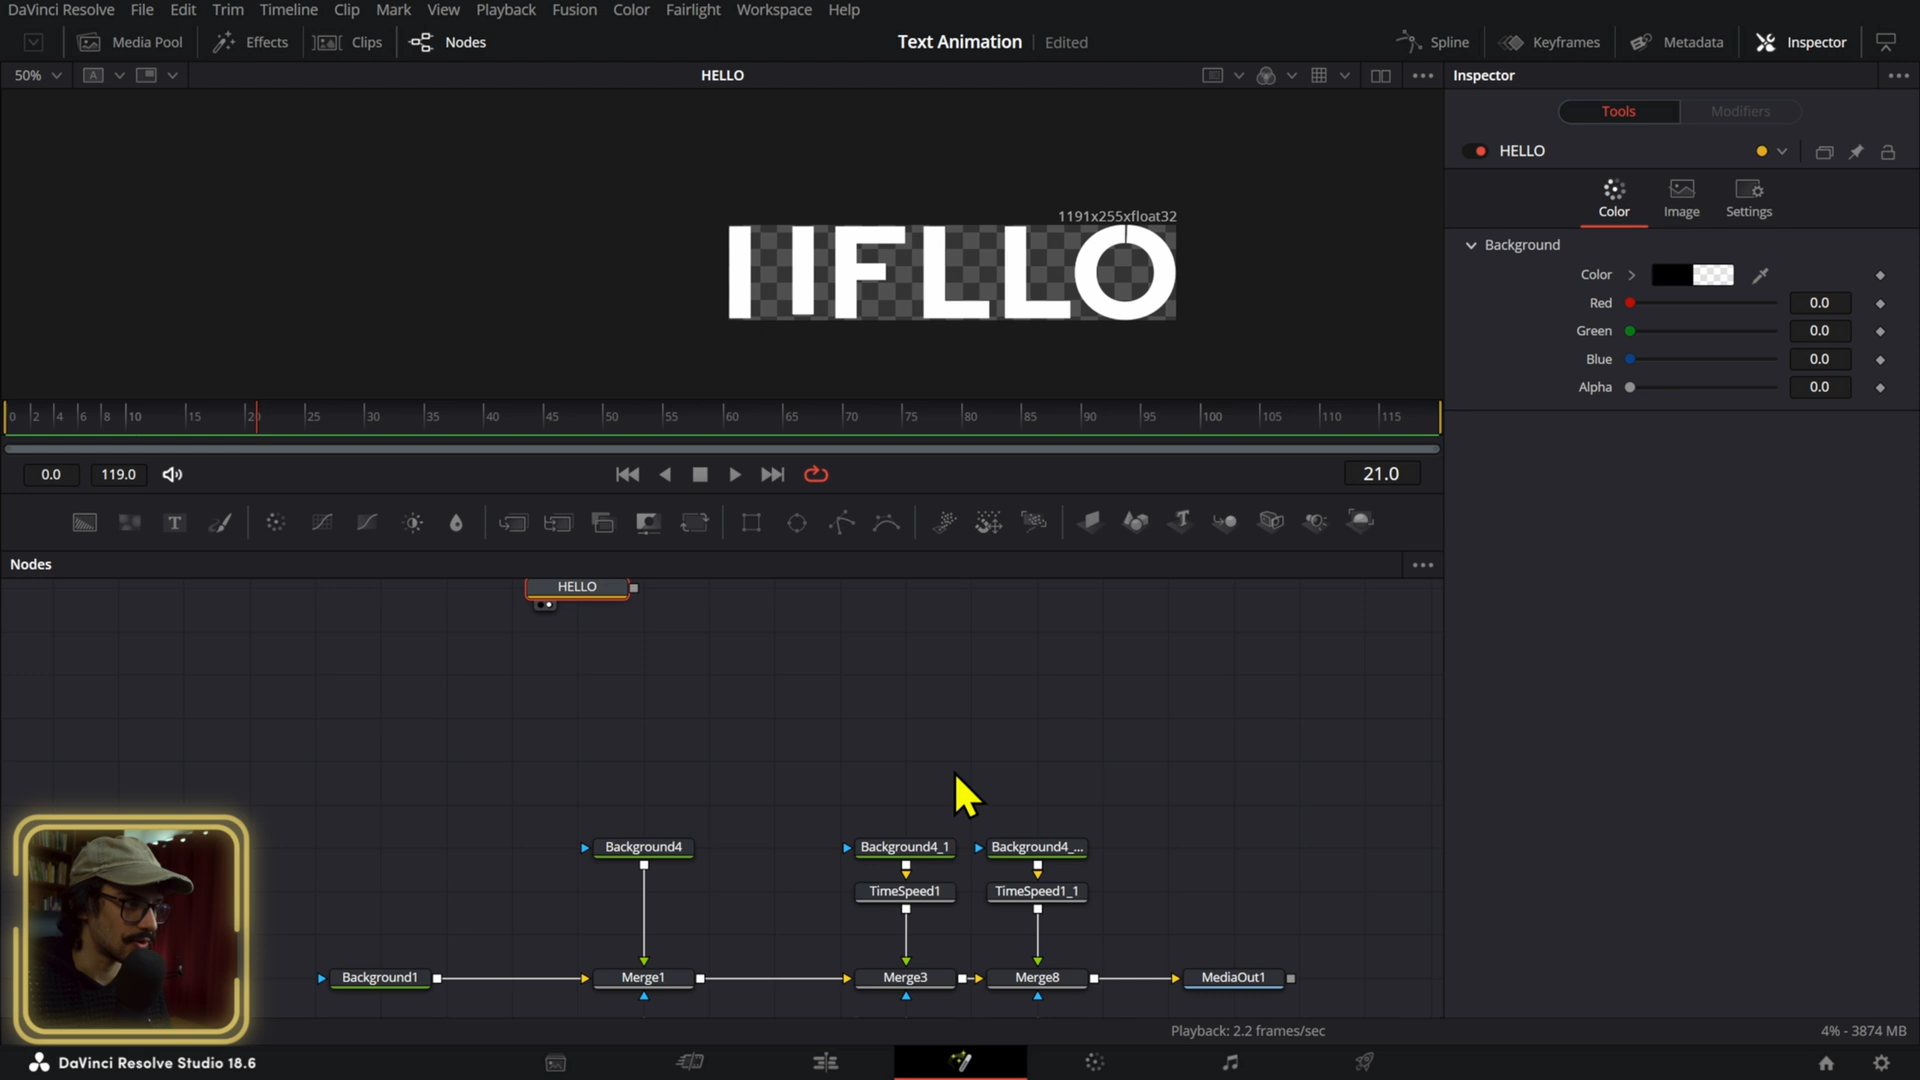 DaVinci Resolve File Edit Trim Timeline Clip Mark View Playback Fusion Color Fairlight Workspace Help
Media Pool Effects Clips Nodes Text Animation Edited Spline Keyframes Metadata Inspector
50% A HELLO Inspector
Tools Modifiers
HELLO
Color Image Settings
1191x255xfloat32
IIFLLO
Background
Color
Red 0.0
Green 0.0
Blue 0.0
Alpha 0.0
0 2 4 6 8 10 15 20 25 30 35 40 45 50 55 60 65 70 75 80 85 90 95 100 105 110 115
0.0 119.0 21.0
T T
Nodes
HELLO
Background4 Background4_1 Background4_...
TimeSpeed1 TimeSpeed1_1
Background1 Merge1 Merge3 Merge8 MediaOut1
Playback: 2.2 frames/sec 4% - 3874 MB
DaVinci Resolve Studio 18.6